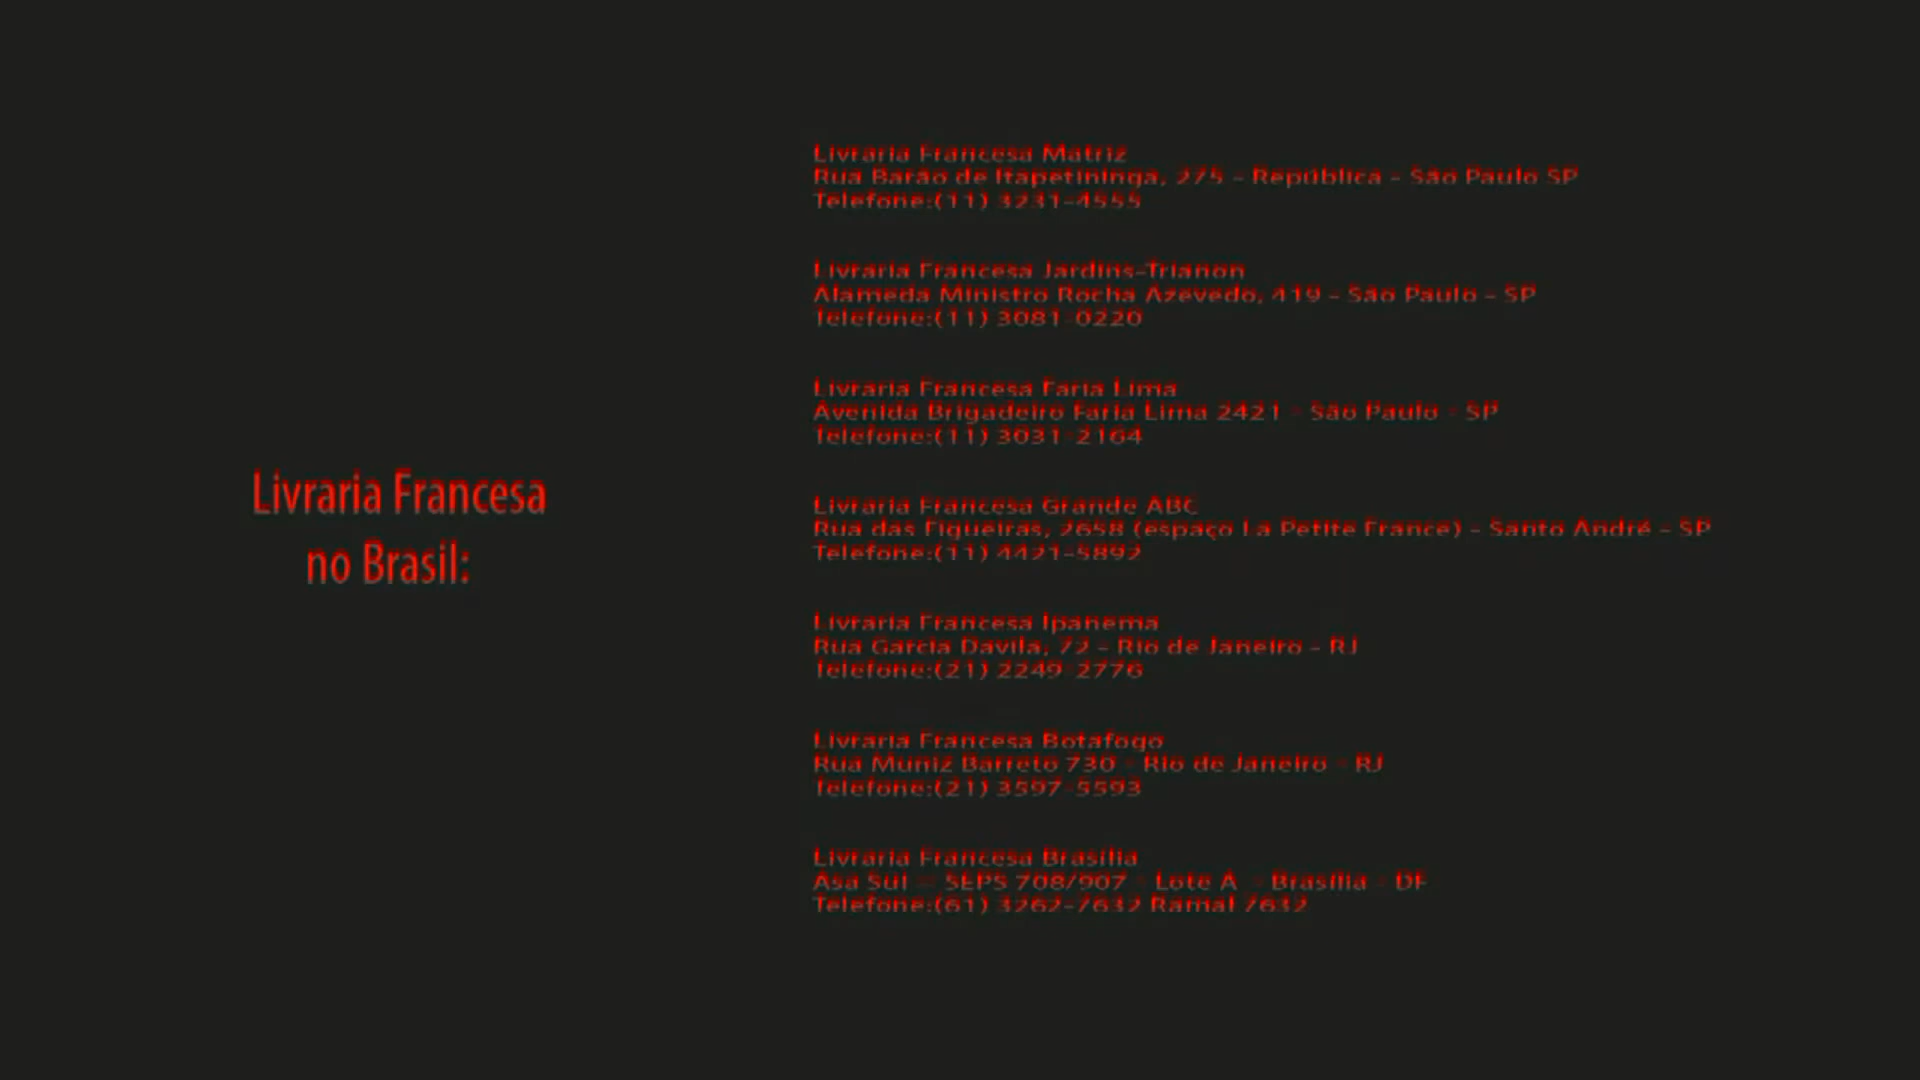 Livraria Francesa
no Brasil:
Livraria Francesa Matriz
Rua Barão de Itapetininga, 275 - República - São Paulo SP
Telefone:(11) 3231-4555
Livraria Francesa Jardins-Trianon
Alameda Ministro Rocha Azevedo, 419 - São Paulo - SP
Telefone:(11) 3081-0220
Livraria Francesa Faria Lima
Avenida Brigadeiro Faria Lima 2421 - São Paulo - SP
Telefone:(11) 3031-2164
Livraria Francesa Grande ABC
Rua das Figueiras, 2658 (espaço La Petite France) - Santo André - SP
Telefone:(11) 4421-5892
Livraria Francesa Ipanema
Rua Garcia Davila, 72 - Rio de Janeiro - RJ
Telefone:(21) 2249-2776
Livraria Francesa Botafogo
Rua Muniz Barreto 730 - Rio de Janeiro - RJ
Telefone:(21) 3597-5593
Livraria Francesa Brasília
Asa Sul – SEPS 708/907 - Lote A - Brasília - DF
Telefone:(61) 3262-7632 Ramal 7632